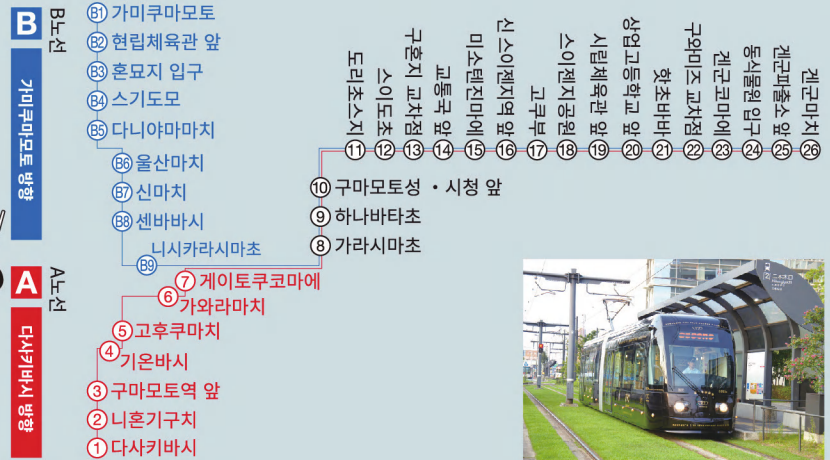 B
B노선
가미쿠마모토 방향
B1 가미쿠마모토
B2 현립체육관 앞
B3 혼묘지 입구
B4 스기도모
B5 다니야마마치
B6 울산마치
B7 신마치
B8 센바바시
니시카라시마초
B9
A
A노선
다사키바시 방향
7 게이토쿠코마에
6 가와라마치
5 고후쿠마치
4 기온바시
3 구마모토역 앞
2 니혼기구치
1 다사키바시
8 가라시마초
9 하나바타초
10 구마모토성 · 시청 앞
도리초스지
11
스이도초
12
구혼지 교차점
13
교통국 앞
14
미소텐진마에
15
신 스이젠지역 앞
16
고쿠부
17
스이젠지공원
18
시립체육관 앞
19
상업고등학교 앞
20
핫초바바
21
구와미즈 교차점
22
겐군코마에
23
동식물원 입구
24
겐군파출소 앞
25
겐군마치
26